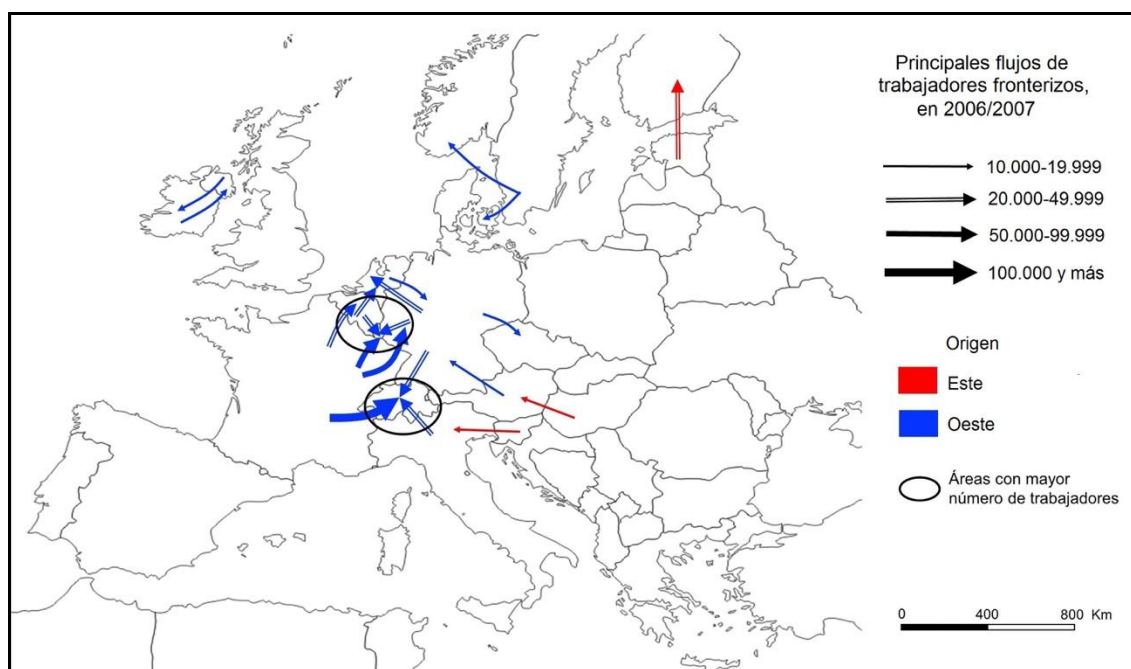 Principales flujos de
trabajadores fronterizos,
en 2006/2007
10.000-19.999
20.000-49.999
50.000-99.999
100.000 y más
Origen
Este
Oeste
Áreas con mayor
número de trabajadores
0 400 800 Km